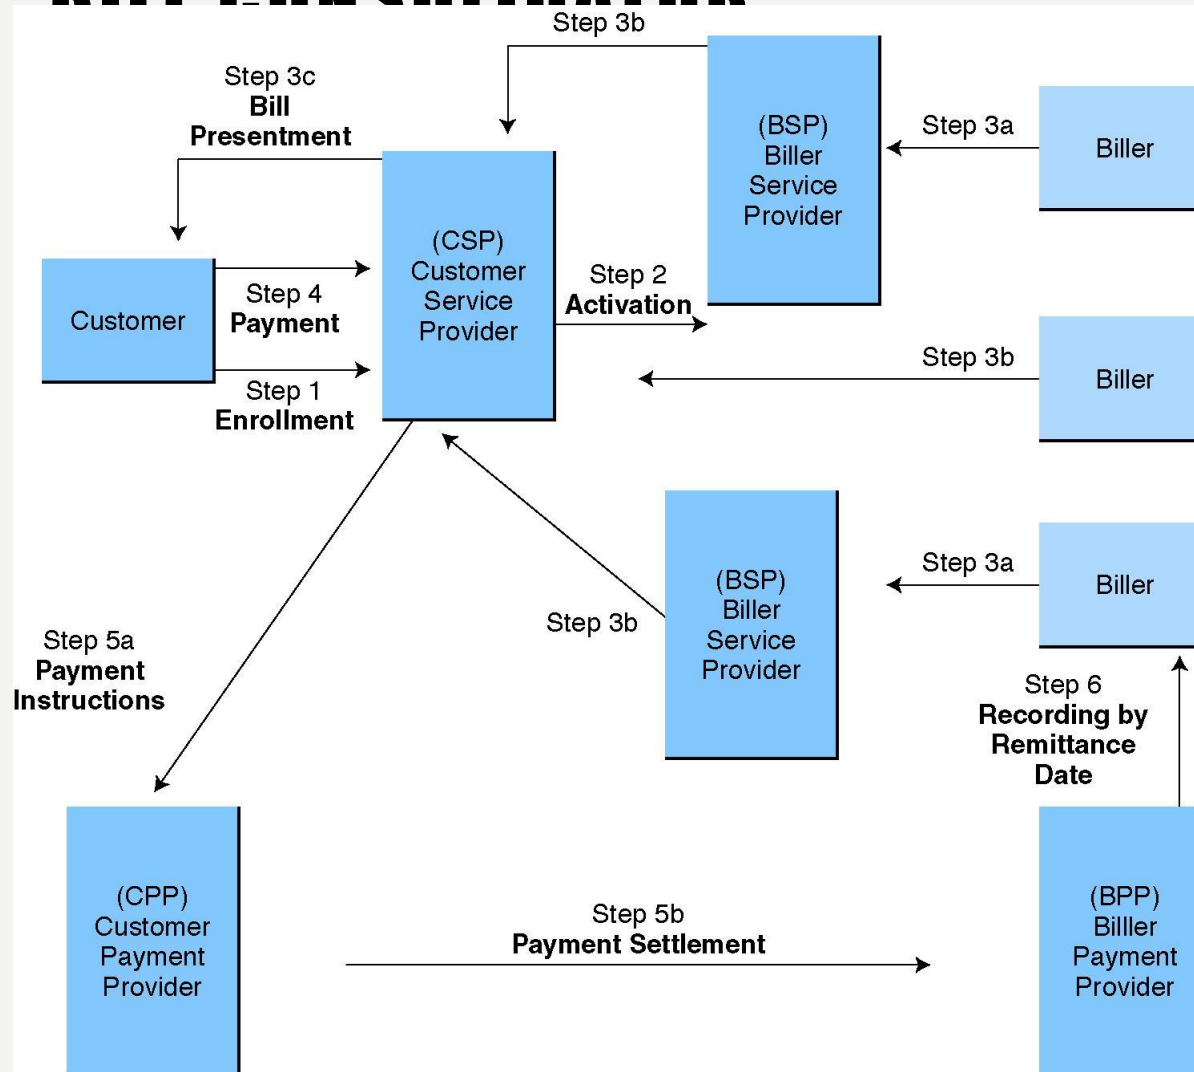 Step 3b
Step 3c
Bill
Presentment
(BSP)
Biller
Service
Provider
Step 3a
Biller
(CSP)
Customer
Service
Provider
Customer
Step 4
Payment
Step 2
Activation
Step 1
Enrollment
Step 3b
Biller
Step 3b
(BSP)
Biller
Service
Provider
Step 3a
Biller
Step 5a
Payment
Instructions
Step 6
Recording by
Remittance
Date
(CPP)
Customer
Payment
Provider
Step 5b
Payment Settlement
(BPP)
Billler
Payment
Provider